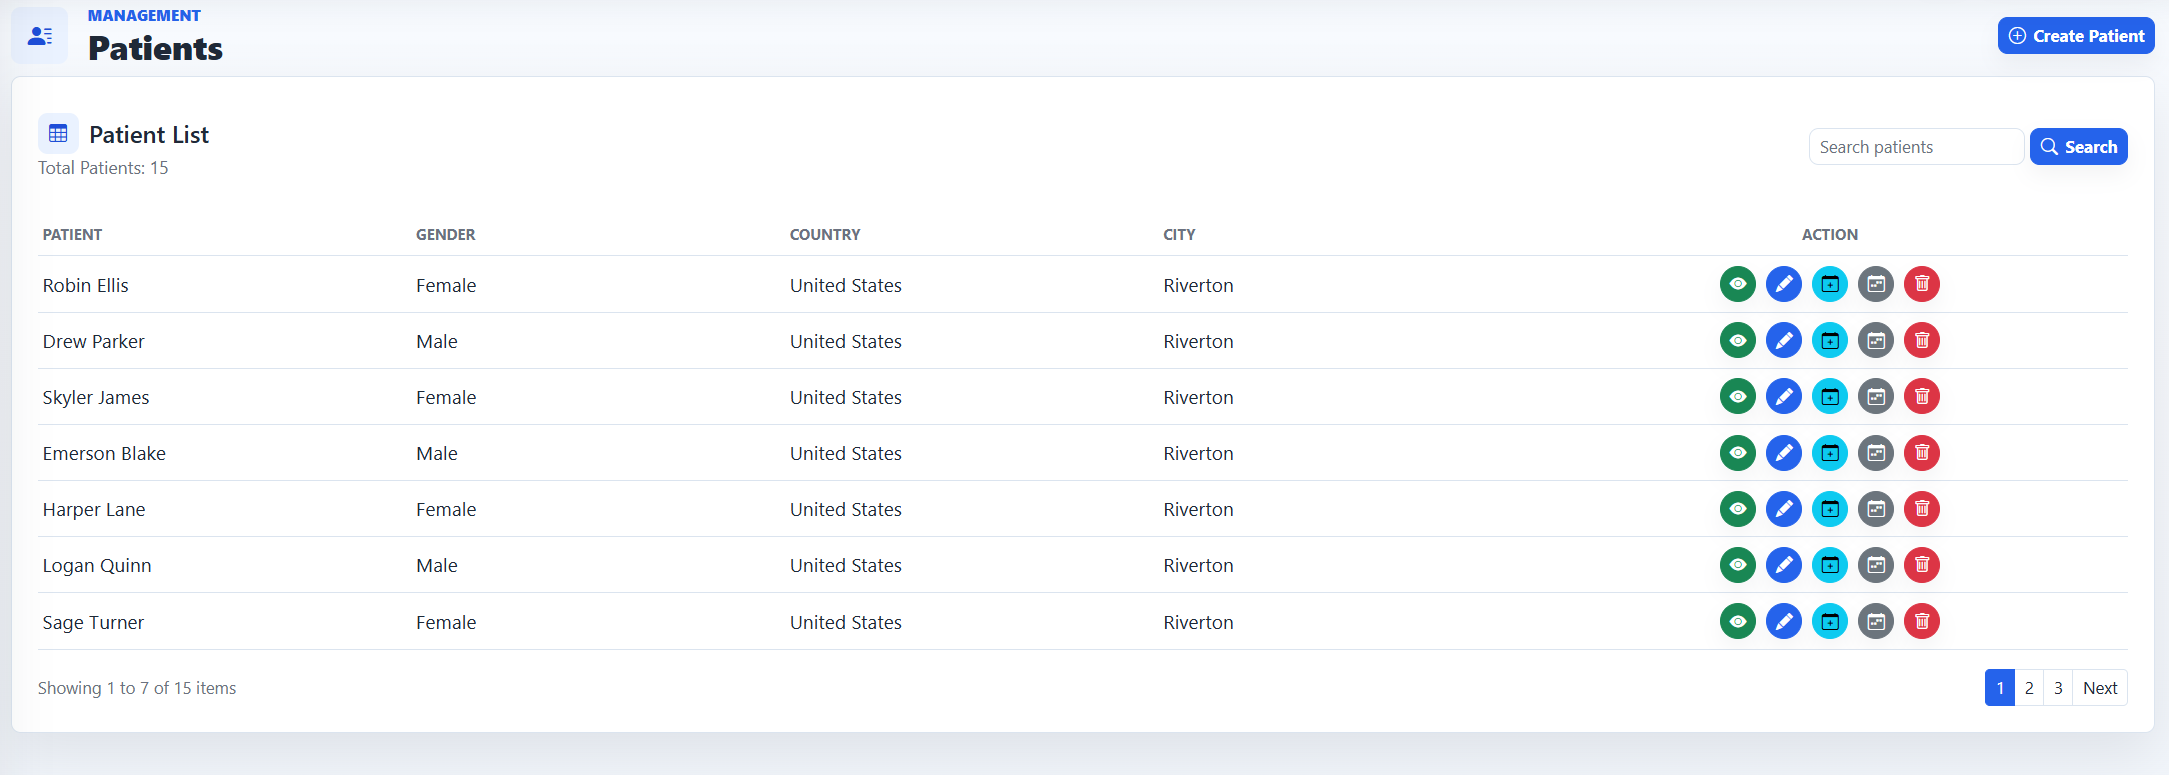 MANAGEMENT
Patients
Create Patient
Patient List
Total Patients: 15
Search patients
Search
PATIENT GENDER COUNTRY CITY ACTION
Robin Ellis Female United States Riverton
Drew Parker Male United States Riverton
Skyler James Female United States Riverton
Emerson Blake Male United States Riverton
Harper Lane Female United States Riverton
Logan Quinn Male United States Riverton
Sage Turner Female United States Riverton
Showing 1 to 7 of 15 items
1 2 3 Next